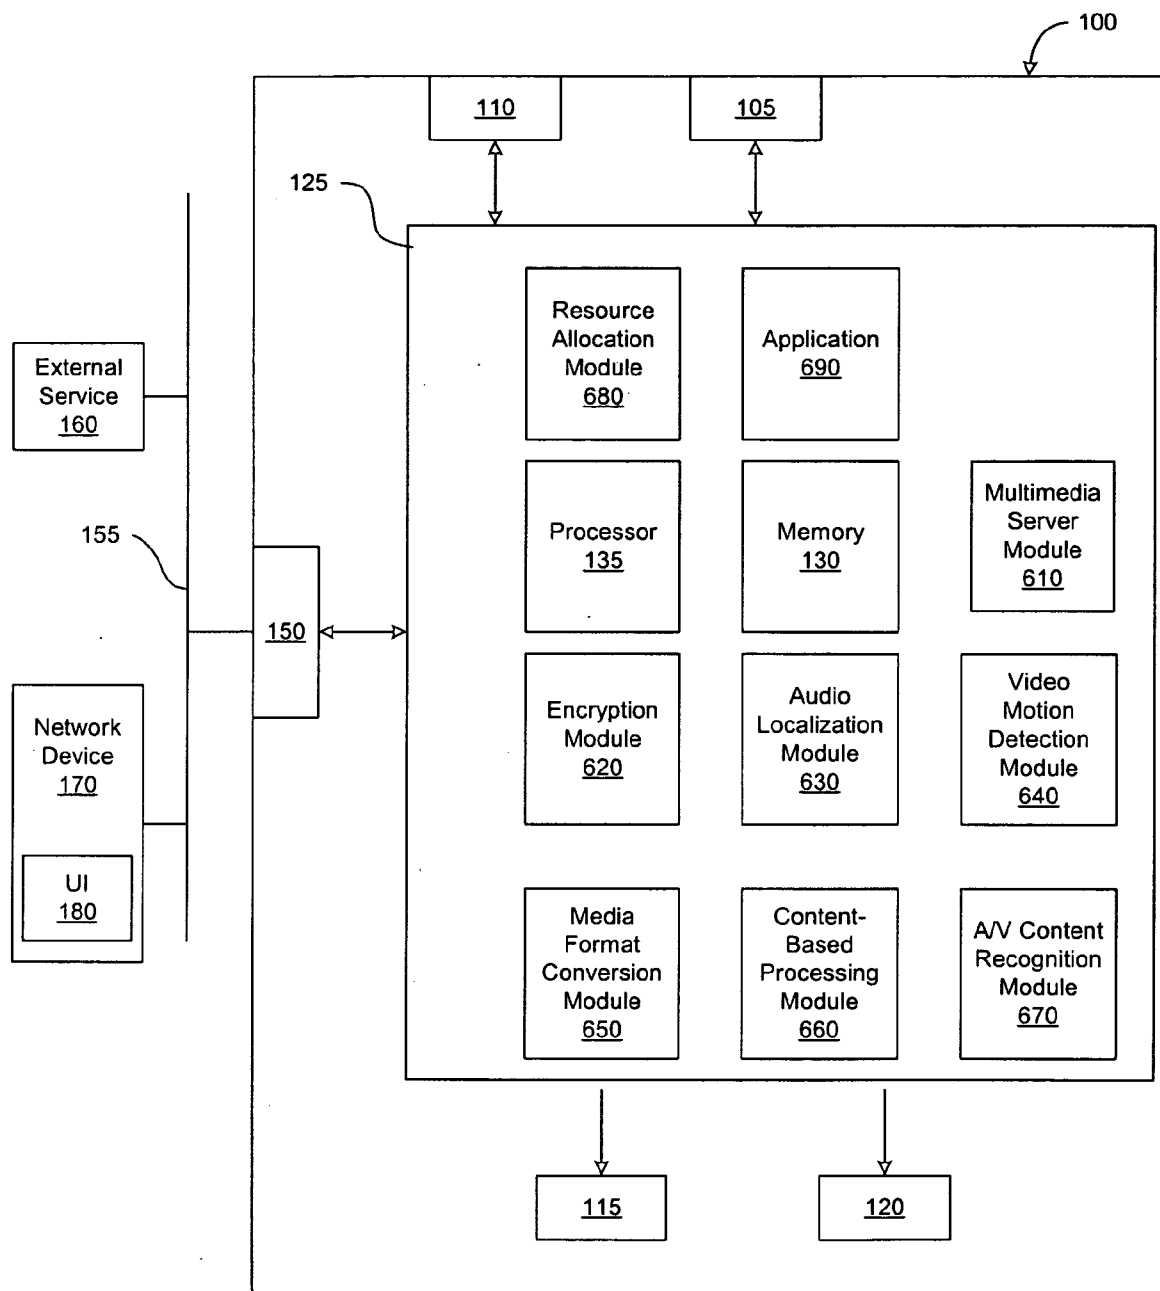 100
110
105
125
Resource
Allocation
Module
680
Application
690
External
Service
160
155
Processor
135
Memory
130
Multimedia
Server
Module
610
150
Network
Device
170
UI
180
Encryption
Module
620
Audio
Localization
Module
630
Video
Motion
Detection
Module
640
Media
Format
Conversion
Module
650
Content-
Based
Processing
Module
660
A/V Content
Recognition
Module
670
115
120